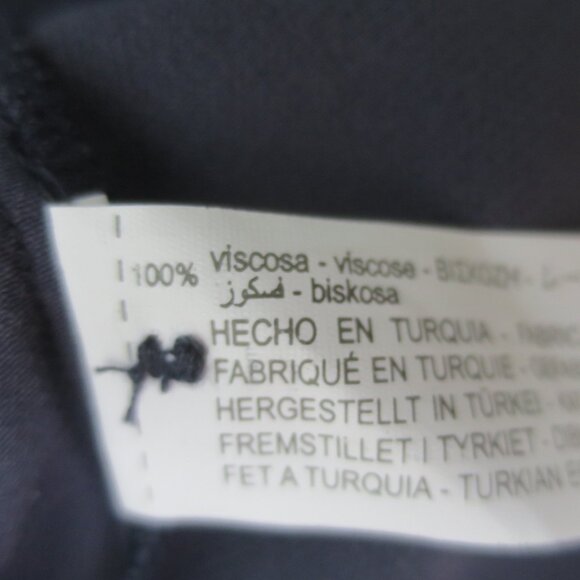 100% viscosa - viscose -
فسكوز - biskosa
HECHO EN TURQUIA -
FABRIQUÉ EN TURQUIE -
HERGESTELLT IN TÜRKEI -
FREMSTILLET I TYRKIET -
FET A TURQUIA - TURKIAN